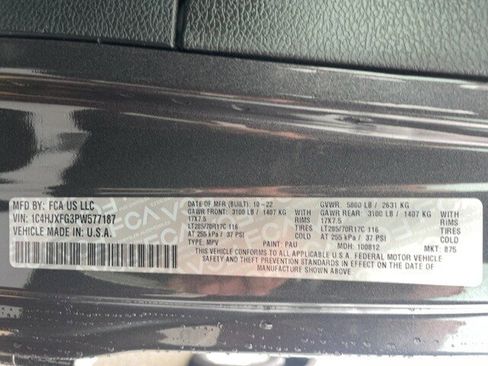 MFD BY: FCA US LLC
VIN: 1C4HJXFG3PW577187
VEHICLE MADE IN: U.S.A.
DATE OF MFR (BUILT): 10-22 GVWR: 5800 LB / 2631 KG
GAWR FRONT: 3100 LB / 1407 KG GAWR REAR: 3100 LB / 1407 KG
17X7.5 17X7.5
LT285/70R17C 116 TIRES LT285/70R17C 116 TIRES
AT 255 kPa / 37 PSI COLD AT 255 kPa / 37 PSI COLD
TYPE: MPV PAINT: PAU MDH: 100812 MKT: 875
THIS VEHICLE CONFORMS TO ALL APPLICABLE U.S.A. FEDERAL MOTOR VEHICLE
SAFETY, BUMPER, AND THEFT PREVENTION STANDARDS IN EFFECT
ON THE DATE OF MANUFACTURE SHOWN ABOVE.